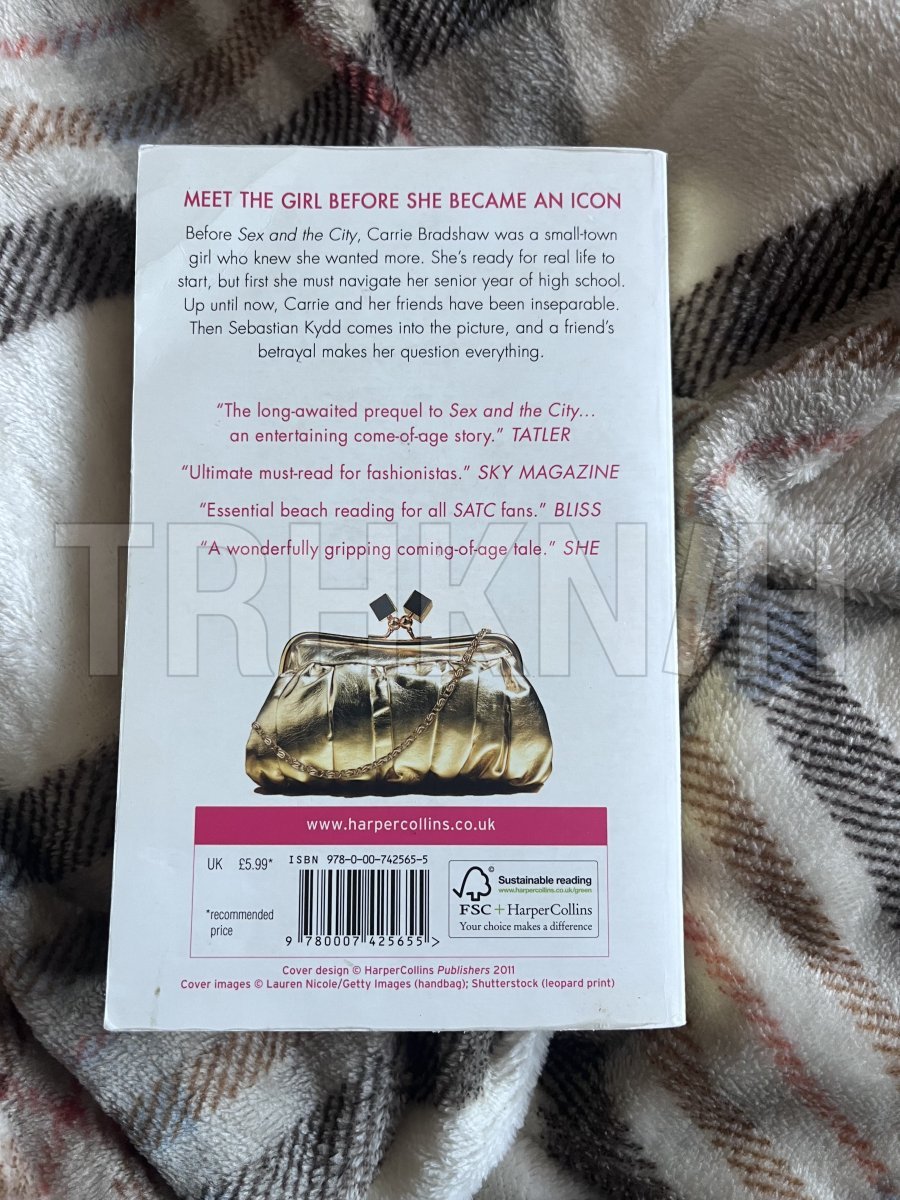 MEET THE GIRL BEFORE SHE BECAME AN ICON
Before Sex and the City, Carrie Bradshaw was a small-town
girl who knew she wanted more. She's ready for real life to
start, but first she must navigate her senior year of high school.
Up until now, Carrie and her friends have been inseparable.
Then Sebastian Kydd comes into the picture, and a friend's
betrayal makes her question everything.
"The long-awaited prequel to Sex and the City...
an entertaining come-of-age story." TATLER
"Ultimate must-read for fashionistas." SKY MAGAZINE
"Essential beach reading for all SATC fans." BLISS
"A wonderfully gripping coming-of-age tale." SHE
TRHKNAH
www.harpercollins.co.uk
UK £5.99*
*recommended
price
ISBN 978-0-00-742565-5
9 780007 425655 >
Sustainable reading
www.harpercollins.co.uk/green
FSC + HarperCollins
Your choice makes a difference
Cover design © HarperCollins Publishers 2011
Cover images © Lauren Nicole/Getty Images (handbag); Shutterstock (leopard print)